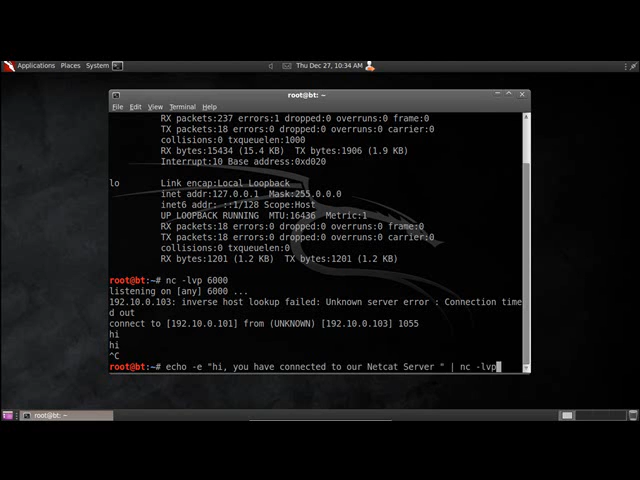 Applications Places System
Thu Dec 27, 10:34 AM
root@bt: ~
File Edit View Terminal Help
RX packets:237 errors:1 dropped:0 overruns:0 frame:0
TX packets:18 errors:0 dropped:0 overruns:0 carrier:0
collisions:0 txqueuelen:1000
RX bytes:15434 (15.4 KB)  TX bytes:1906 (1.9 KB)
Interrupt:10 Base address:0xd020
lo Link encap:Local Loopback
inet addr:127.0.0.1  Mask:255.0.0.0
inet6 addr: ::1/128 Scope:Host
UP LOOPBACK RUNNING  MTU:16436  Metric:1
RX packets:18 errors:0 dropped:0 overruns:0 frame:0
TX packets:18 errors:0 dropped:0 overruns:0 carrier:0
collisions:0 txqueuelen:0
RX bytes:1201 (1.2 KB)  TX bytes:1201 (1.2 KB)
root@bt:~# nc -lvp 6000
listening on [any] 6000 ...
192.10.0.103: inverse host lookup failed: Unknown server error : Connection time
d out
connect to [192.10.0.101] from (UNKNOWN) [192.10.0.103] 1055
hi
hi
^C
root@bt:~# echo -e "hi, you have connected to our Netcat Server " | nc -lvp
root@bt: ~